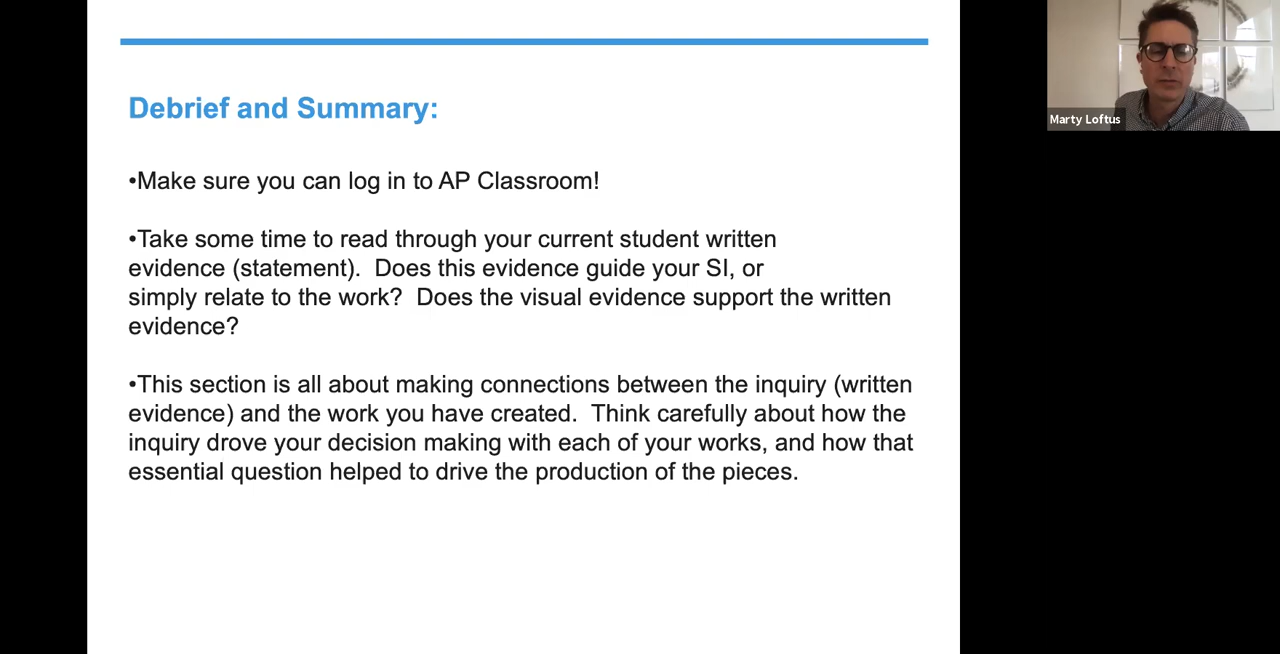 Debrief and Summary:
•Make sure you can log in to AP Classroom!
•Take some time to read through your current student written
evidence (statement).  Does this evidence guide your SI, or
simply relate to the work?  Does the visual evidence support the written
evidence?
•This section is all about making connections between the inquiry (written
evidence) and the work you have created.  Think carefully about how the
inquiry drove your decision making with each of your works, and how that
essential question helped to drive the production of the pieces.
Marty Loftus